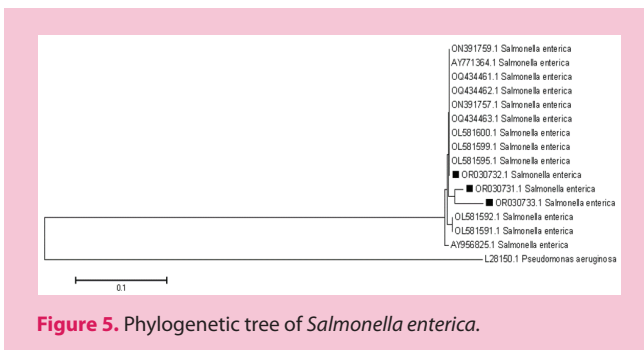 ON391759.1 Salmonella enterica
AY771364.1 Salmonella enterica
OQ434461.1 Salmonella enterica
OQ434462.1 Salmonella enterica
ON391757.1 Salmonella enterica
OQ434463.1 Salmonella enterica
OL581600.1 Salmonella enterica
OL581599.1 Salmonella enterica
OL581595.1 Salmonella enterica
OR030732.1 Salmonella enterica
OR030731.1 Salmonella enterica
OR030733.1 Salmonella enterica
OL581592.1 Salmonella enterica
OL581591.1 Salmonella enterica
AY956825.1 Salmonella enterica
L28150.1 Pseudomonas aeruginosa
0.1
Figure 5. Phylogenetic tree of Salmonella enterica.